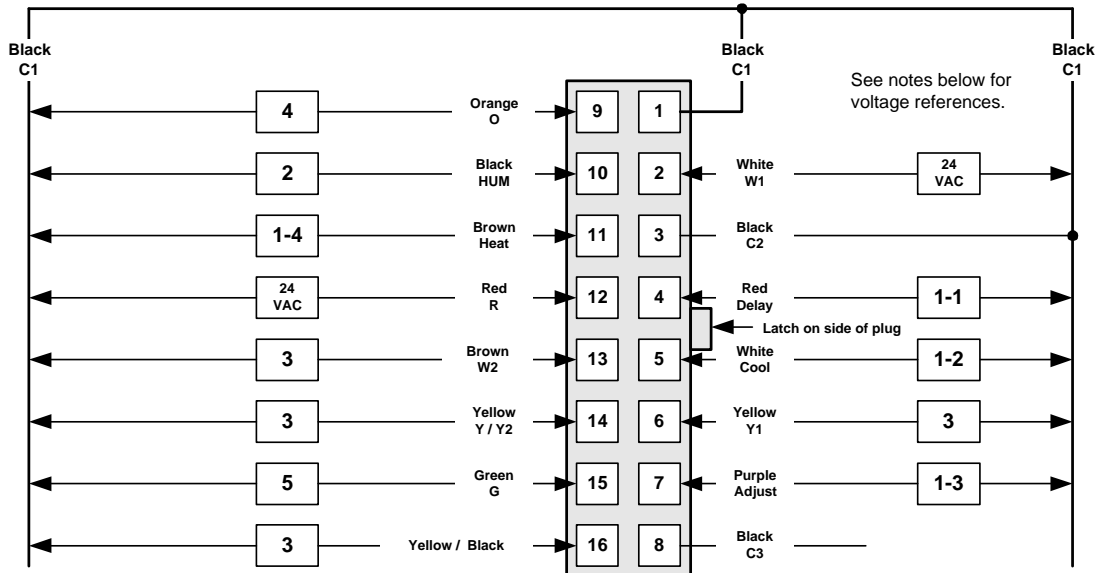 Black
C1
Black
C1
Black
C1
See notes below for
voltage references.
4
Orange
O
9
1
2
Black
HUM
10
2
White
W1
24
VAC
1-4
Brown
Heat
11
3
Black
C2
24
VAC
Red
R
12
4
Red
Delay
1-1
Latch on side of plug
3
Brown
W2
13
5
White
Cool
1-2
3
Yellow
Y / Y2
14
6
Yellow
Y1
3
5
Green
G
15
7
Purple
Adjust
1-3
3
Yellow / Black
16
8
Black
C3